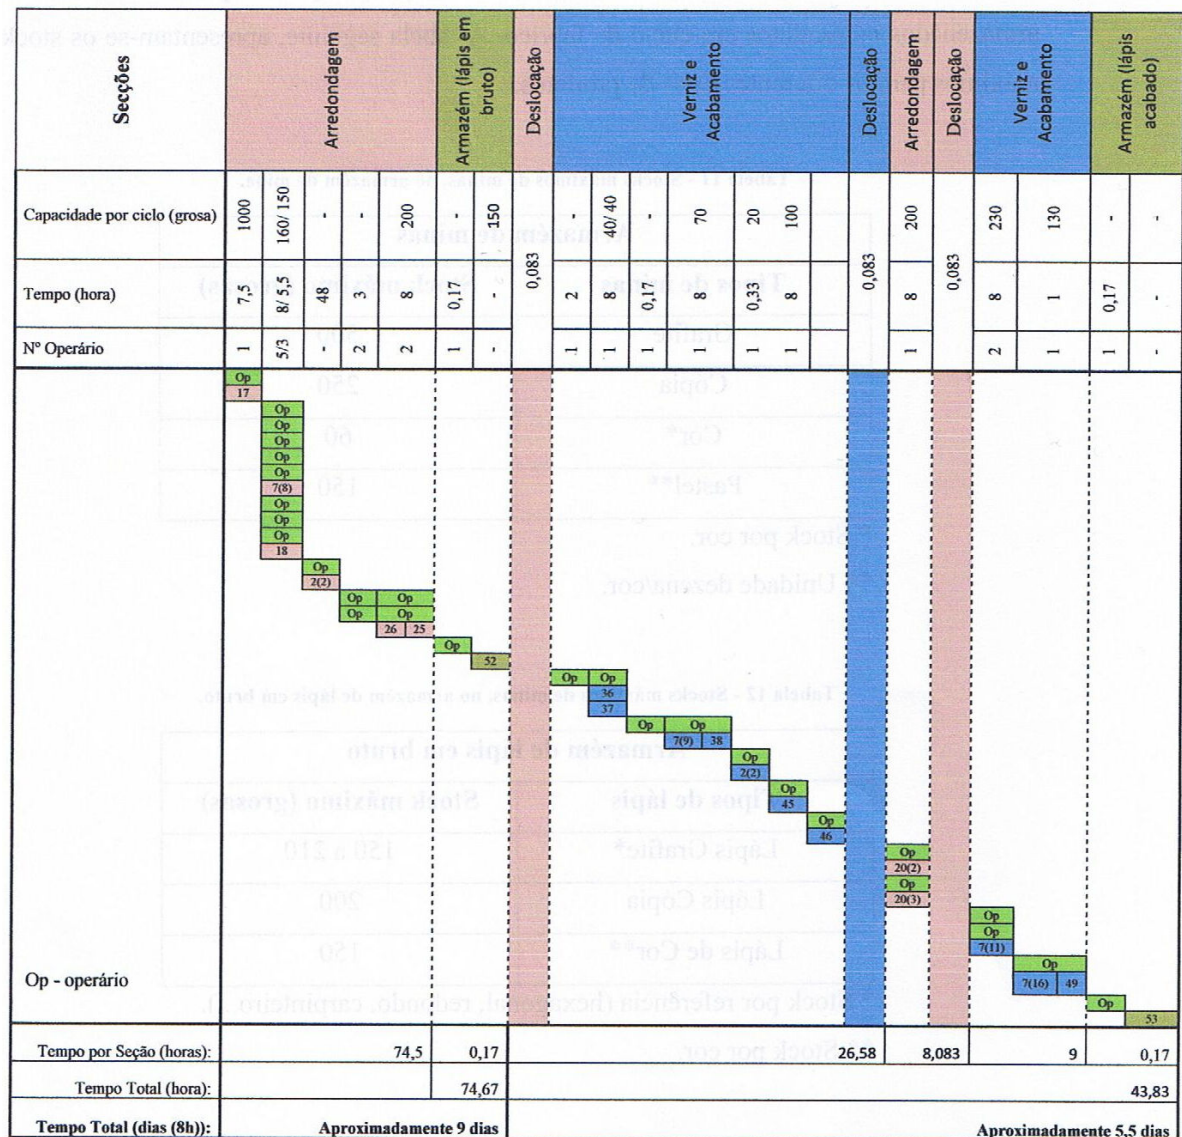 Secções
Arredondagem
Armazém (lápis em bruto)
Deslocação
Verniz e Acabamento
Deslocação
Arredondagem
Deslocação
Verniz e Acabamento
Armazém (lápis acabado)
Capacidade por ciclo (grosa) 1000 160/ 150 - - 200 - 150 - 40/ 40 - 70 20 100 200 230 130 - -
Tempo (hora) 7,5 8/ 5,5 48 3 8 0,17 - 0,083 2 8 0,17 8 0,33 8 0,083 8 0,083 8 1 0,17 -
Nº Operário 1 5/3 - 2 2 1 - 1 1 1 1 1 1 1 2 1 1 -
Op
17
Op
Op
Op
Op
Op
7(8)
Op
Op
Op
18
Op
2(2)
Op Op
Op Op
26 25
Op
52
Op Op
36
37
Op Op
7(9) 38
Op
2(2)
Op
45
Op
46
Op
20(2)
Op
20(3)
Op
Op
7(11)
Op
7(16) 49
Op
53
Op - operário
Tempo por Seção (horas): 74,5 0,17 26,58 8,083 9 0,17
Tempo Total (hora): 74,67 43,83
Tempo Total (dias (8h)): Aproximadamente 9 dias Aproximadamente 5,5 dias